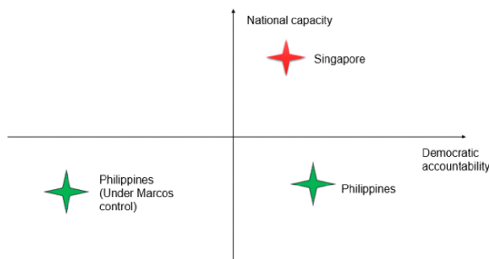 National capacity
Singapore
Democratic
accountability
Philippines
(Under Marcos
control)
Philippines